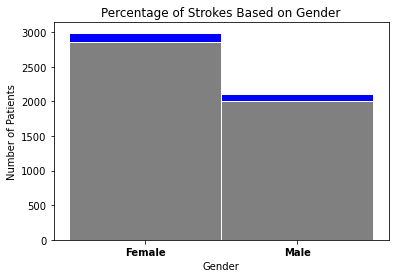 Percentage of Strokes Based on Gender
3000
2500
2000
1500
1000
500
0
Number of Patients
Female
Male
Gender